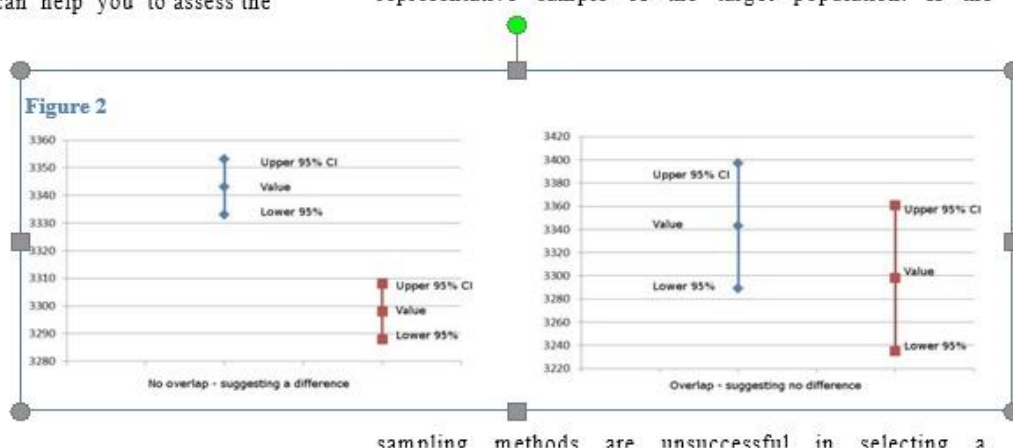 can help you to assess the
representative sample of the target population. If the
Figure 2
3360
3350
3340
3330
3320
3310
3300
3290
3280
Upper 95% CI
Value
Lower 95%
Upper 95% CI
Value
Lower 95%
No overlap - suggesting a difference
3420
3400
3380
3360
3340
3320
3300
3280
3260
3240
3220
Upper 95% CI
Value
Lower 95%
Upper 95% CI
Value
Lower 95%
Overlap - suggesting no difference
sampling methods are unsuccessful in selecting a